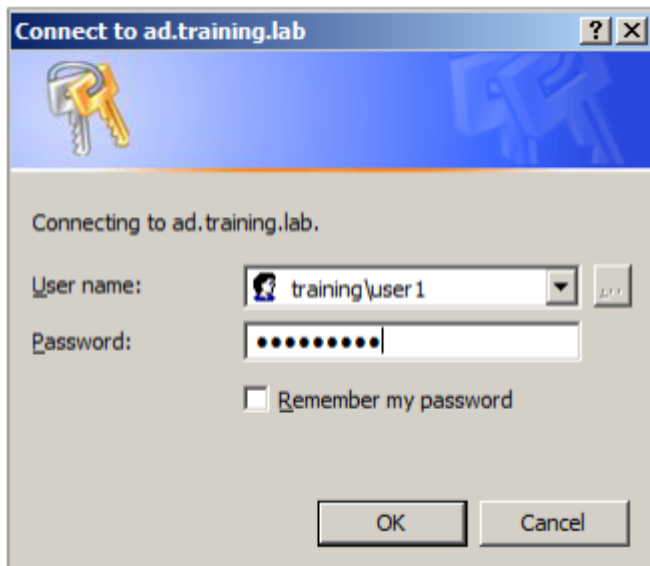 Connect to ad.training.lab
Connecting to ad.training.lab.
User name: training\user1 ...
Password: •••••••••
Remember my password
OK Cancel